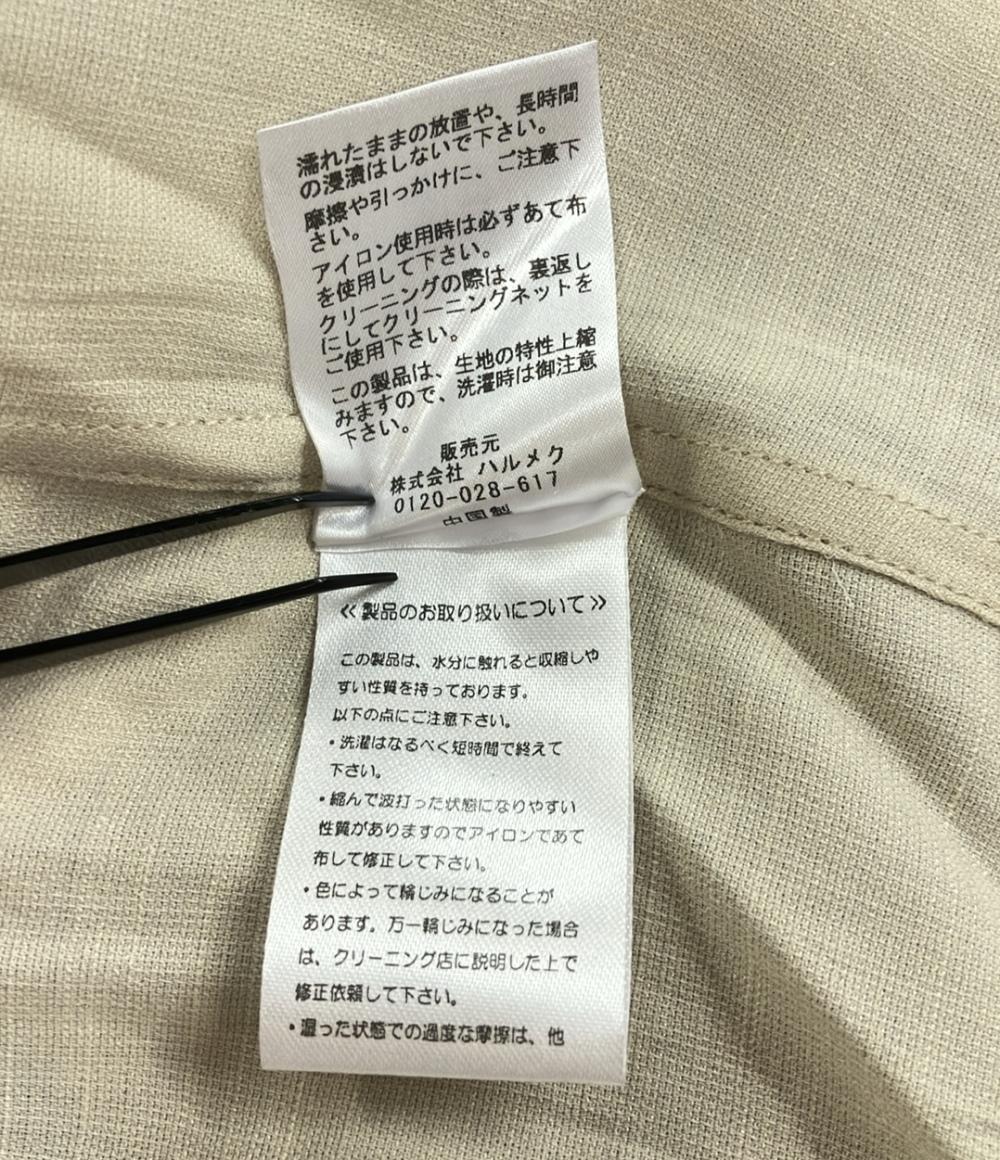 濡れたままの放置や、長時間
の浸漬はしないで下さい。
摩擦や引っかけに、ご注意下
さい。
アイロン使用時は必ずあて布
を使用して下さい。
クリーニングの際は、裏返し
にしてクリーニングネットを
ご使用下さい。
この製品は、生地の特性上縮
みますので、洗濯時は御注意
下さい。
販売元
株式会社 ハルメク
0120-028-617
中国製
≪製品のお取り扱いについて≫
この製品は、水分に触れると収縮しや
すい性質を持っております。
以下の点にご注意下さい。
・洗濯はなるべく短時間で終えて
下さい。
・縮んで波打った状態になりやすい
性質がありますのでアイロンであて
布して修正して下さい。
・色によって輪じみになることが
あります。万一輪じみになった場合
は、クリーニング店に説明した上で
修正依頼して下さい。
・湿った状態での過度な摩擦は、他